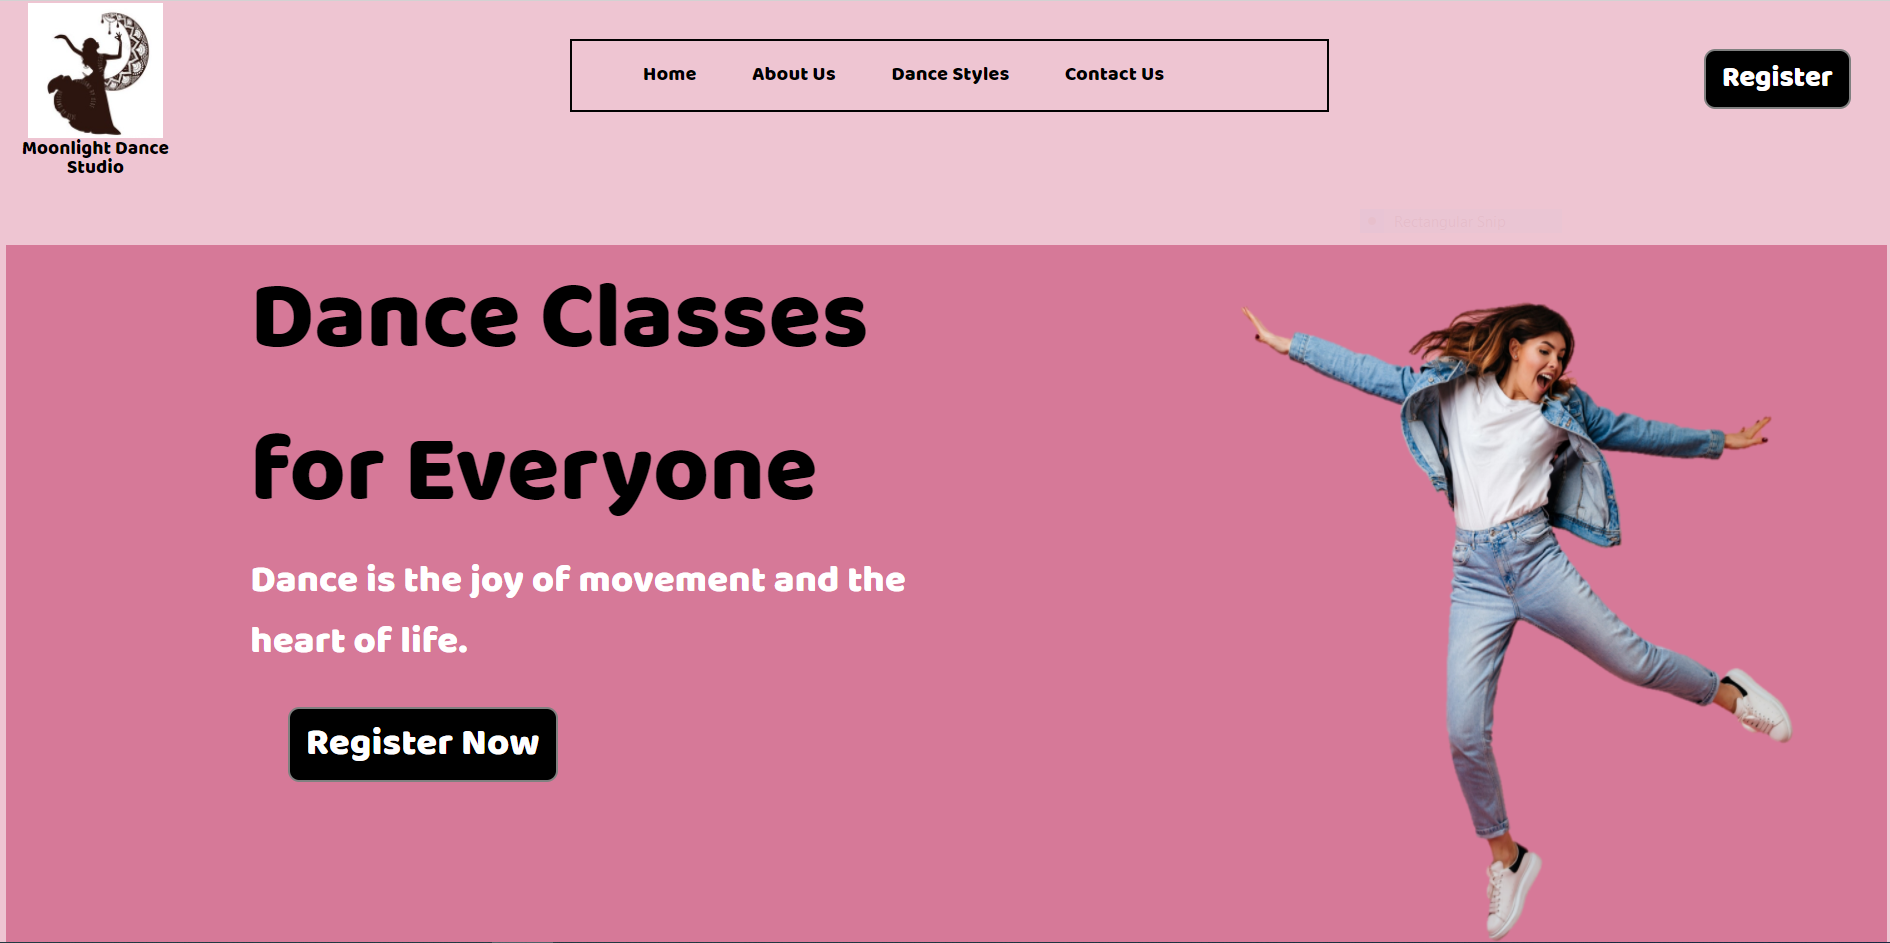 Moonlight Dance
Studio
Home
About Us
Dance Styles
Contact Us
Register
Rectangular Snip
Dance Classes
for Everyone
Dance is the joy of movement and the
heart of life.
Register Now